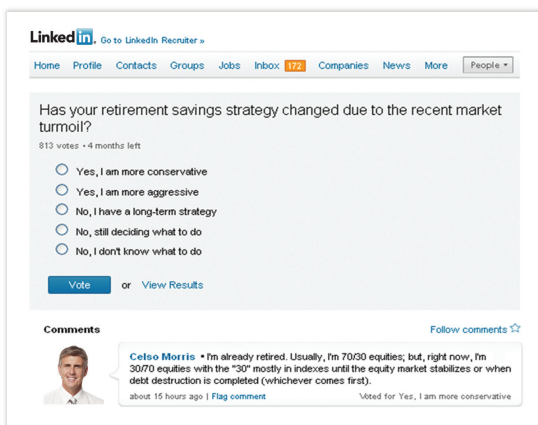 Linked in. Go to LinkedIn Recruiter »
Home Profile Contacts Groups Jobs Inbox 172 Companies News More People
Has your retirement savings strategy changed due to the recent market
turmoil?
813 votes • 4 months left
Yes, I am more conservative
Yes, I am more aggressive
No, I have a long-term strategy
No, still deciding what to do
No, I don't know what to do
Vote or View Results
Comments Follow comments
Celso Morris • I'm already retired. Usually, I'm 70/30 equities; but, right now, I'm
30/70 equities with the "30" mostly in indexes until the equity market stabilizes or when
debt destruction is completed (whichever comes first).
about 15 hours ago | Flag comment Voted for Yes, I am more conservative